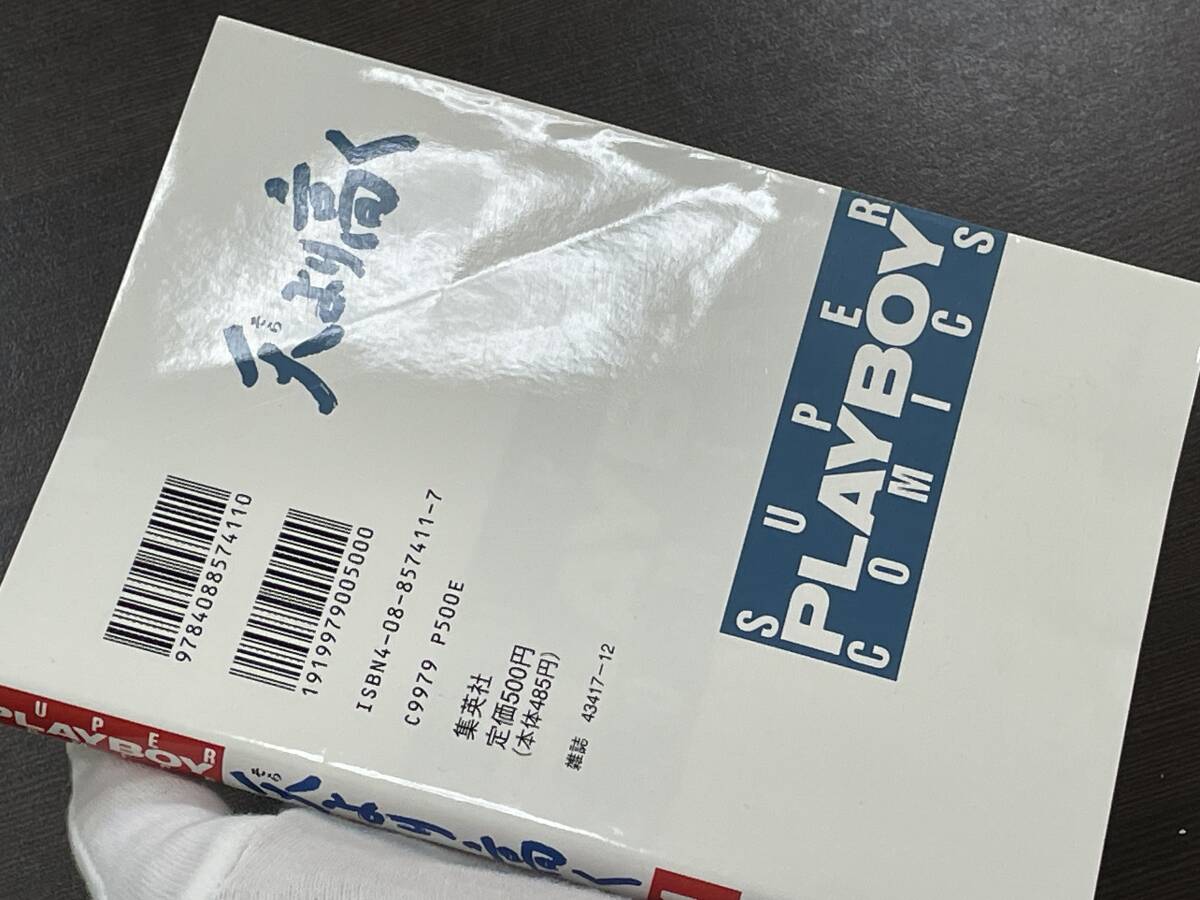 天より高く
そら
9784088574110
1919979005000
ISBN4-08-857411-7
C9979 P500E
集英社
定価500円
(本体485円)
雑誌 43417-12
SUPER
PLAYBOY
COMICS
UPER
PLAYBOY
天より高く
そら